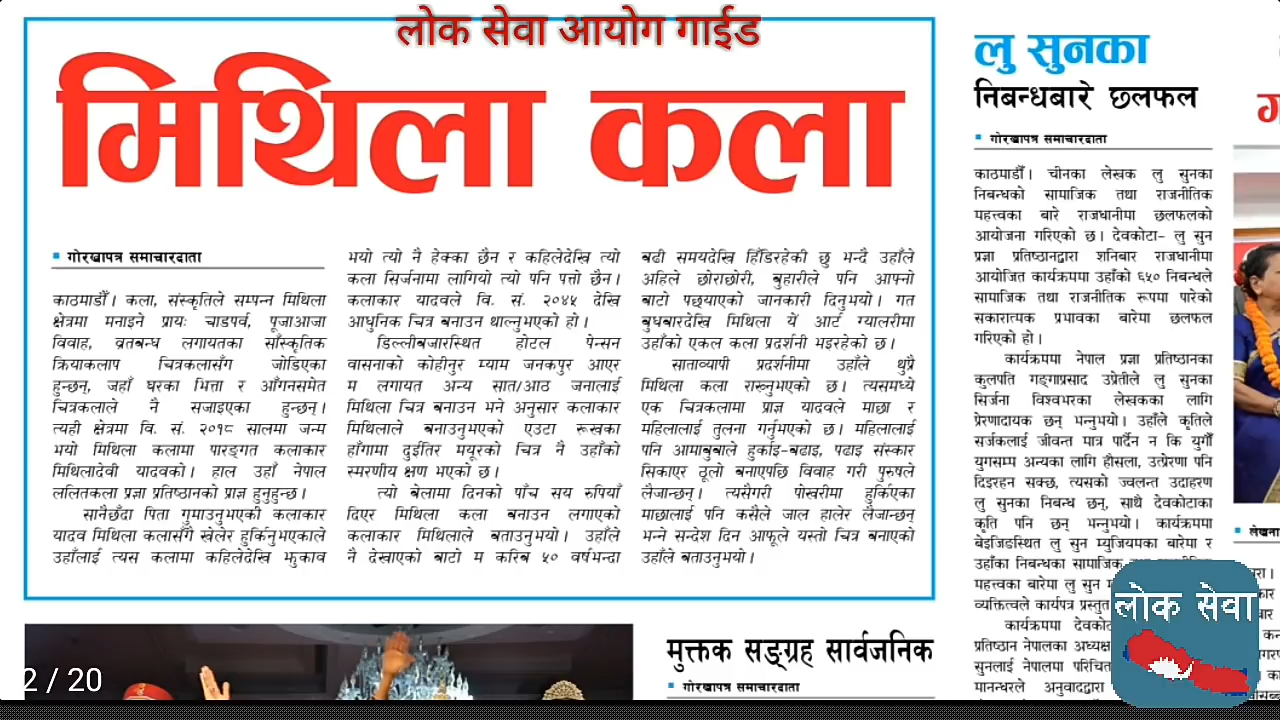 लोक सेवा आयोग गाईड
मिथिला कला
गोरखापत्र समाचारदाता
काठमाडौँ। कला, संस्कृतिले सम्पन्न मिथिला
क्षेत्रमा मनाइने प्रायः चाडपर्व, पूजाआजा
विवाह, व्रतबन्ध लगायतका साँस्कृतिक
क्रियाकलाप चित्रकलासँग जोडिएका
हुन्छन्, जहाँ घरका भित्ता र आँगनसमेत
चित्रकलाले नै सजाइएका हुन्छन्।
त्यही क्षेत्रमा वि. सं. २०१८ सालमा जन्म
भयो मिथिला कलामा पारङ्गत कलाकार
मिथिलादेवी यादवको। हाल उहाँ नेपाल
ललितकला प्रज्ञा प्रतिष्ठानको प्राज्ञ हुनुहुन्छ।
सानैछँदा पिता गुमाउनुभएकी कलाकार
यादव मिथिला कलासँगै खेलेर हुर्किनुभएकाले
उहाँलाई त्यस कलामा कहिलेदेखि झुकाव
भयो त्यो नै हेक्का छैन र कहिलेदेखि त्यो
कला सिर्जनामा लागियो त्यो पनि पत्तो छैन।
कलाकार यादवले वि. सं. २०४५ देखि
आधुनिक चित्र बनाउन थाल्नुभएको हो।
डिल्लीबजारस्थित होटल पेन्सन
वासनाको कोहीनुर म्याम जनकपुर आएर
म लगायत अन्य सात/आठ जनालाई
मिथिला चित्र बनाउन भने अनुसार कलाकार
मिथिलाले बनाउनुभएको एउटा रूखका
हाँगामा दुईतिर मयूरको चित्र नै उहाँको
स्मरणीय क्षण भएको छ।
त्यो बेलामा दिनको पाँच सय रुपियाँ
दिएर मिथिला कला बनाउन लगाएको
कलाकार मिथिलाले बताउनुभयो। उहाँले
नै देखाएको बाटो म करिब ५० वर्षभन्दा
बढी समयदेखि हिँडिरहेकी छु भन्दै उहाँले
अहिले छोराछोरी, बुहारीले पनि आफ्नो
बाटो पछ्याएको जानकारी दिनुभयो। गत
बुधबारदेखि मिथिला यँ आर्ट ग्यालरीमा
उहाँको एकल कला प्रदर्शनी भइरहेको छ।
साताव्यापी प्रदर्शनीमा उहाँले थुप्रै
मिथिला कला राख्नुभएको छ। त्यसमध्ये
एक चित्रकलामा प्राज्ञ यादवले माछा र
महिलालाई तुलना गर्नुभएको छ। महिलालाई
पनि आमाबुबाले हुर्काइ-बढाइ, पढाइ संस्कार
सिकाएर ठूलो बनाएपछि विवाह गरी पुरुषले
लैजान्छन्। त्यसैगरी पोखरीमा हुर्किएका
माछालाई पनि कसैले जाल हालेर लैजान्छन्
भन्ने सन्देश दिन आफूले यस्तो चित्र बनाएको
उहाँले बताउनुभयो।
लु सुनका
निबन्धबारे छलफल
गोरखापत्र समाचारदाता
काठमाडौँ। चीनका लेखक लु सुनका
निबन्धको सामाजिक तथा राजनीतिक
महत्त्वका बारे राजधानीमा छलफलको
आयोजना गरिएको छ। देवकोटा- लु सुन
प्रज्ञा प्रतिष्ठानद्वारा शनिबार राजधानीमा
आयोजित कार्यक्रममा उहाँको ६५० निबन्धले
सामाजिक तथा राजनीतिक रूपमा पारेको
सकारात्मक प्रभावका बारेमा छलफल
गरिएको हो।
कार्यक्रममा नेपाल प्रज्ञा प्रतिष्ठानका
कुलपति गङ्गाप्रसाद उप्रेतीले लु सुनका
सिर्जना विश्वभरका लेखकका लागि
प्रेरणादायक छन् भन्नुभयो। उहाँले कृतिले
सर्जकलाई जीवन्त मात्र पार्दैन न कि युगौँ
युगसम्प अन्यका लागि हौसला, उत्प्रेरणा पनि
दिइरहन सक्छ, त्यसको ज्वलन्त उदाहरण
लु सुनका निबन्ध छन्, साथै देवकोटाका
कृति पनि छन् भन्नुभयो। कार्यक्रममा
बेइजिङस्थित लु सुन म्युजियमका बारेमा र
उहाँका निबन्धका सामाजिक
महत्त्वका बारेमा लु सुन
व्यक्तित्वले कार्यपत्र प्रस्तुत
कार्यक्रममा
प्रतिष्ठान नेपालका अध्यक्ष
सुनलाई नेपालमा
मानन्धरले अनुवादद्वारा
मुक्तक सङ्ग्रह सार्वजनिक
गोरखापत्र समाचारदाता
लोक सेवा
2 / 20